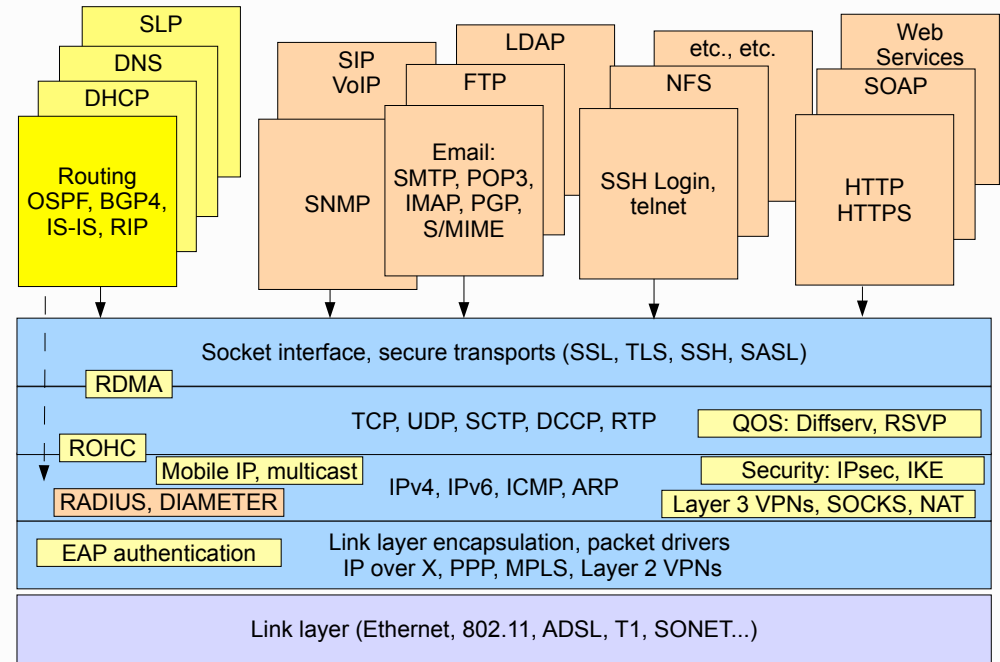 SLP
DNS
DHCP
Routing
OSPF, BGP4,
IS-IS, RIP
SIP
VoIP
SNMP
LDAP
FTP
Email:
SMTP, POP3,
IMAP, PGP,
S/MIME
etc., etc.
NFS
SSH Login,
telnet
Web
Services
SOAP
HTTP
HTTPS
Socket interface, secure transports (SSL, TLS, SSH, SASL)
RDMA
TCP, UDP, SCTP, DCCP, RTP
QOS: Diffserv, RSVP
ROHC
Mobile IP, multicast
IPv4, IPv6, ICMP, ARP
Security: IPsec, IKE
RADIUS, DIAMETER
Layer 3 VPNs, SOCKS, NAT
EAP authentication
Link layer encapsulation, packet drivers
IP over X, PPP, MPLS, Layer 2 VPNs
Link layer (Ethernet, 802.11, ADSL, T1, SONET...)